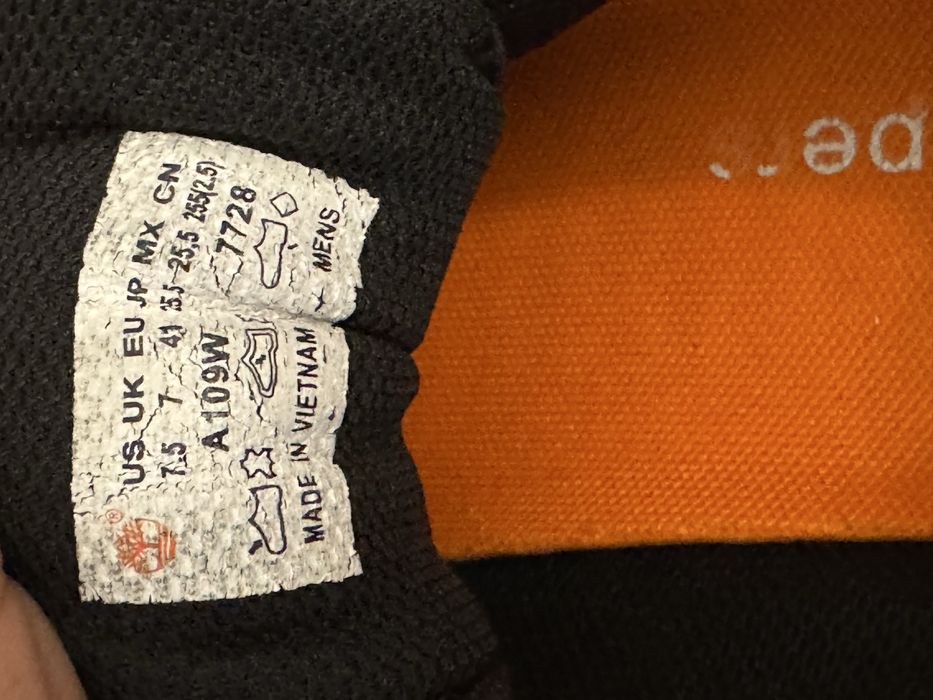 US UK EU JP MX CN
7.5 7 41 25.5 25.5 255(2.5)
A109W 7728
MADE IN VIETNAM MENS
®